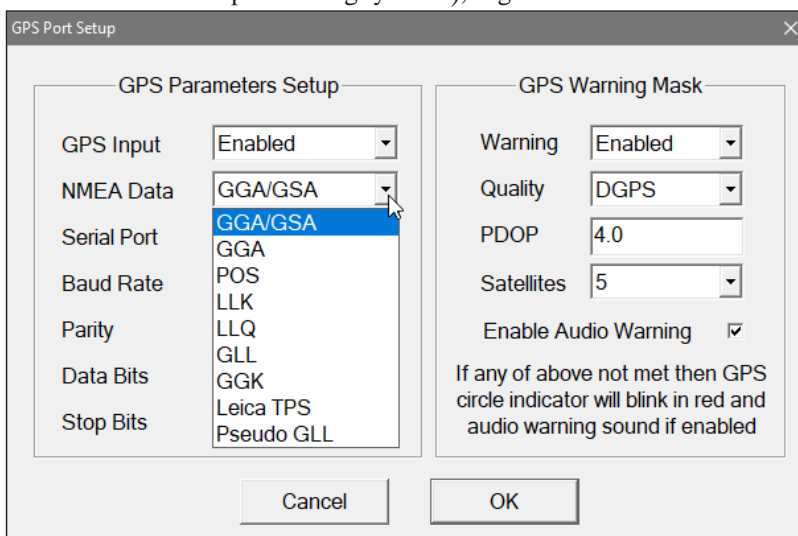 GPS Port Setup
GPS Parameters Setup
GPS Input Enabled
NMEA Data GGA/GSA
GGA/GSA
GGA
POS
LLK
LLQ
GLL
GGK
Leica TPS
Pseudo GLL
Serial Port
Baud Rate
Parity
Data Bits
Stop Bits
GPS Warning Mask
Warning Enabled
Quality DGPS
PDOP 4.0
Satellites 5
Enable Audio Warning
If any of above not met then GPS
circle indicator will blink in red and
audio warning sound if enabled
Cancel OK